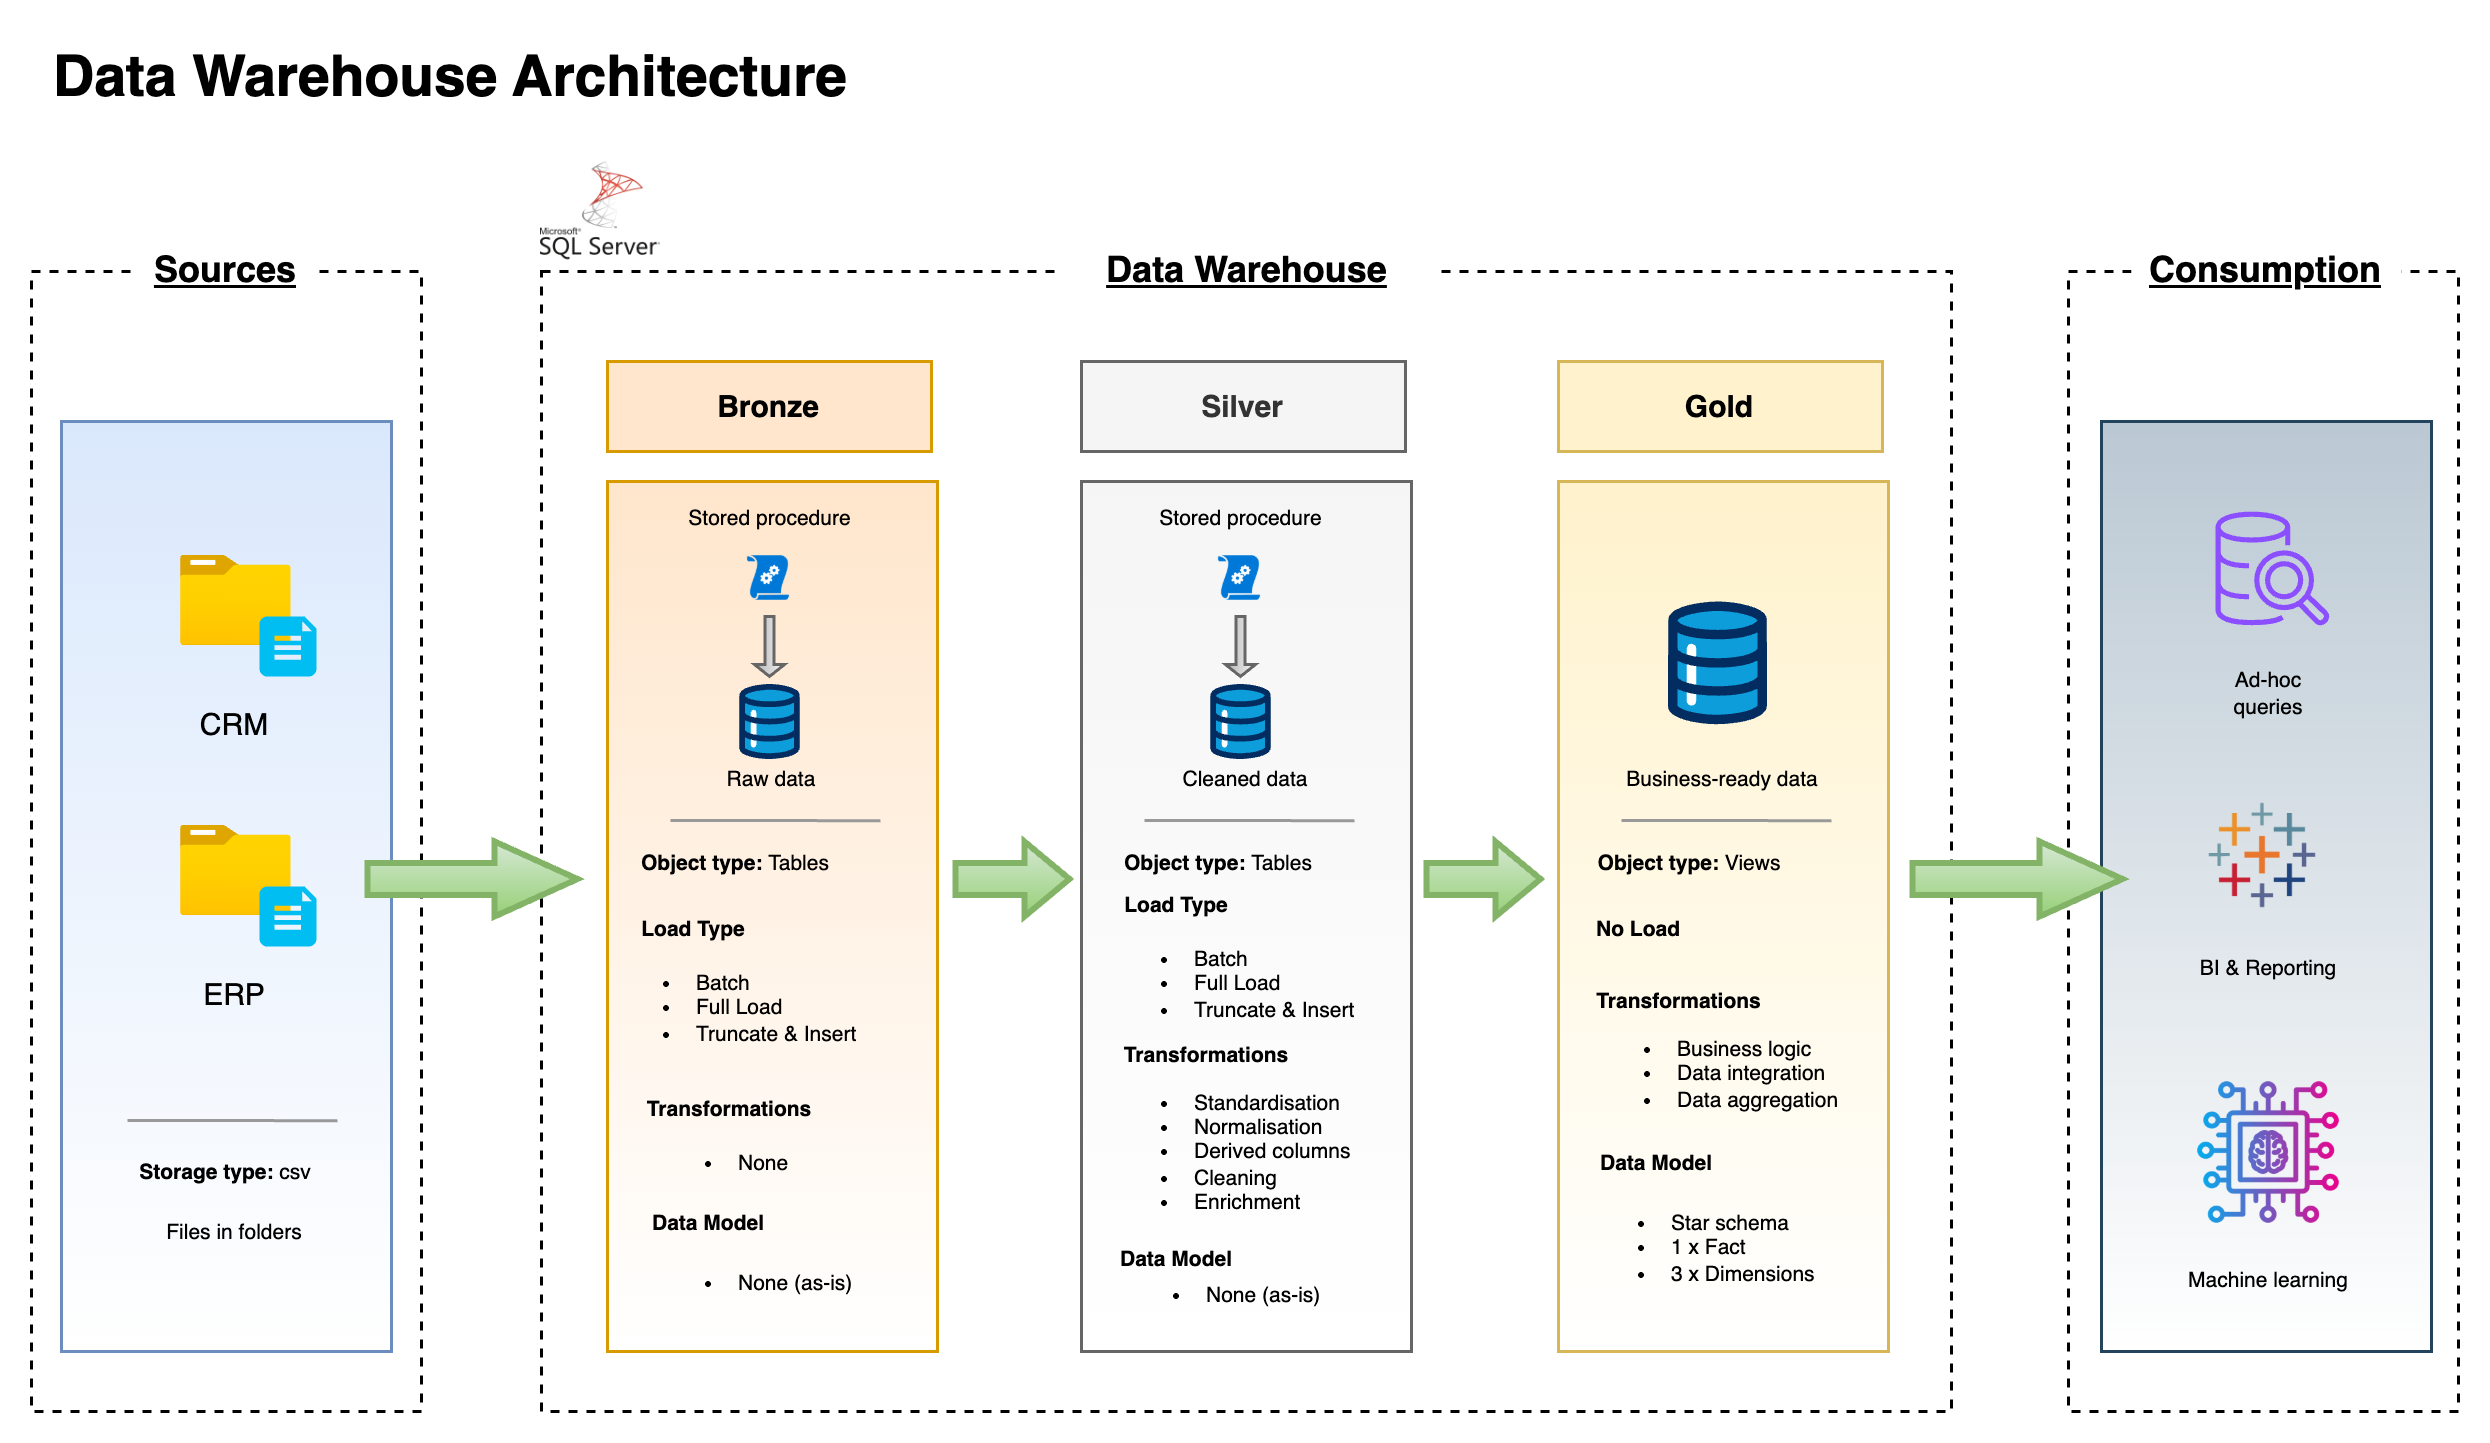 Data Warehouse Architecture
Microsoft®
SQL Server
Sources
CRM
ERP
Storage type: csv
Files in folders
Data Warehouse
Bronze
Stored procedure
Raw data
Object type: Tables
Load Type
• Batch
• Full Load
• Truncate & Insert
Transformations
• None
Data Model
• None (as-is)
Silver
Stored procedure
Cleaned data
Object type: Tables
Load Type
• Batch
• Full Load
• Truncate & Insert
Transformations
• Standardisation
• Normalisation
• Derived columns
• Cleaning
• Enrichment
Data Model
• None (as-is)
Gold
Business-ready data
Object type: Views
No Load
Transformations
• Business logic
• Data integration
• Data aggregation
Data Model
• Star schema
• 1 x Fact
• 3 x Dimensions
Consumption
Ad-hoc
queries
BI & Reporting
Machine learning